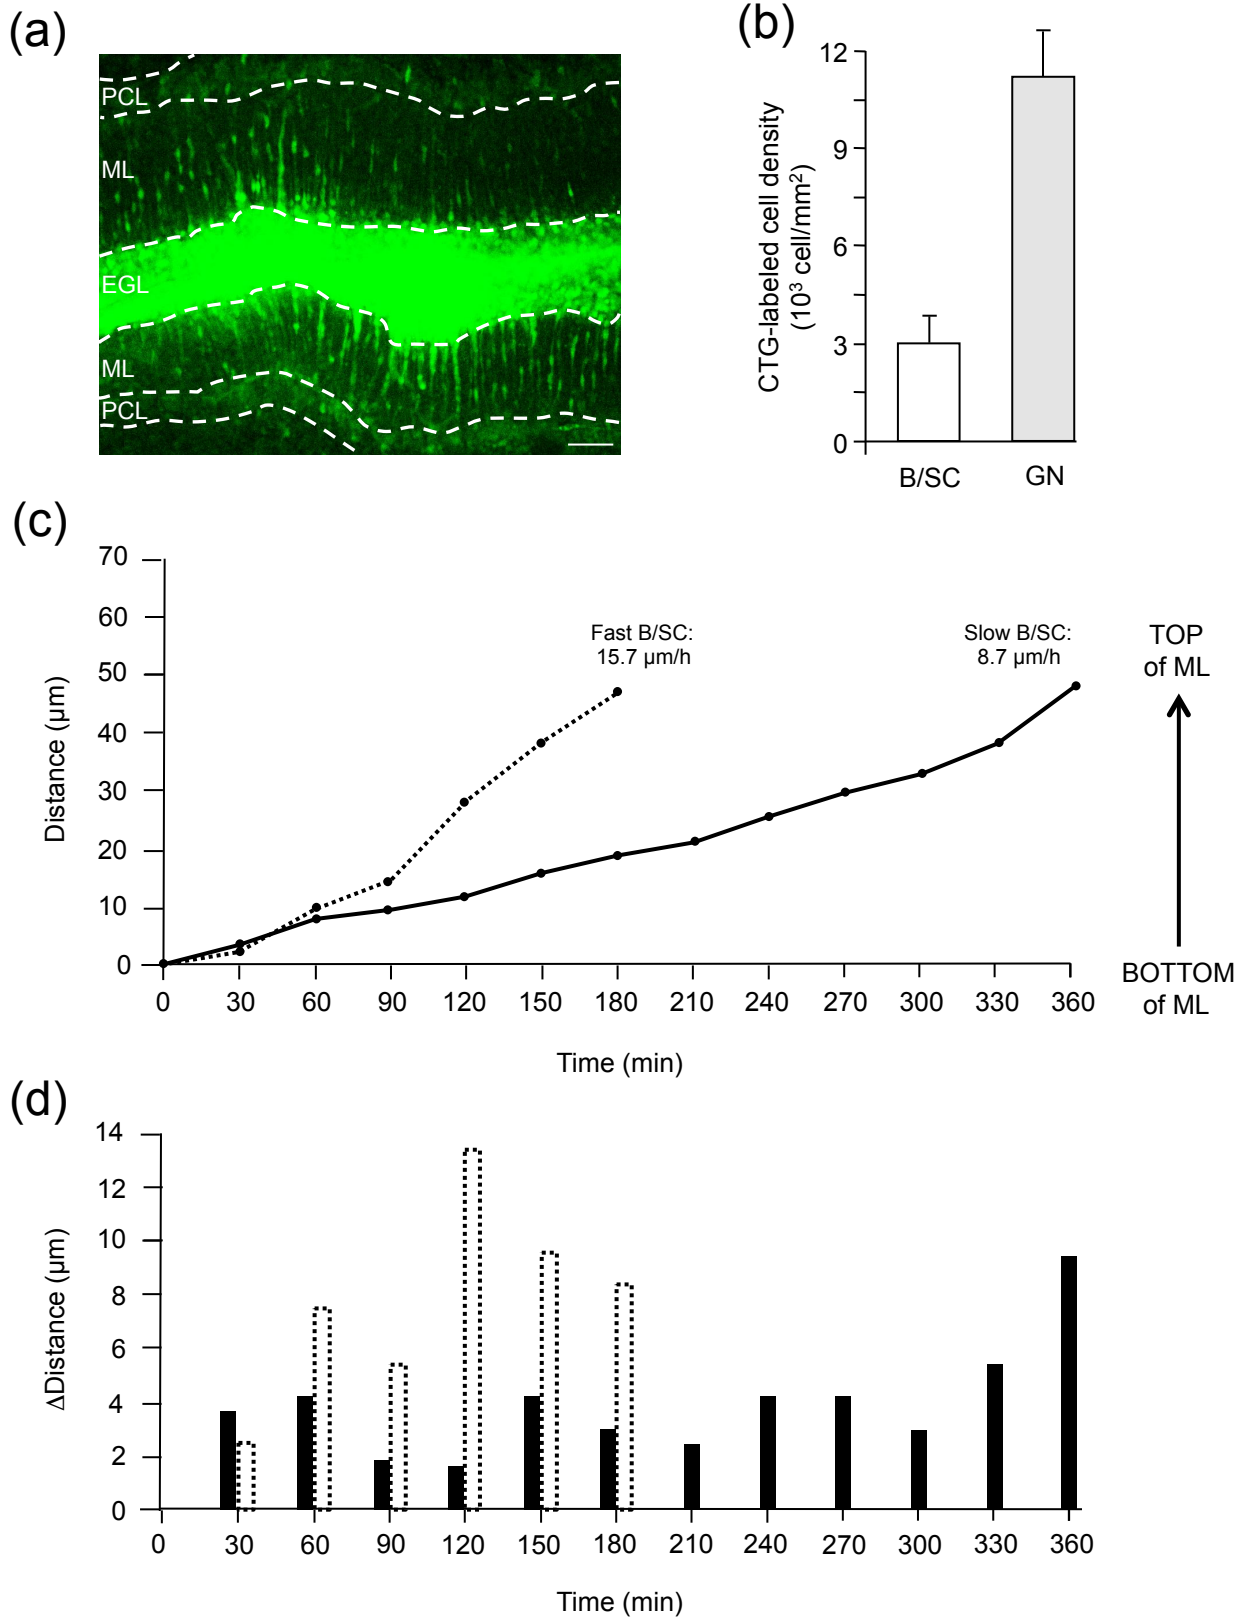 (a)
PCL
ML
EGL
ML
PCL
(b)
CTG-labeled cell density
(10³ cell/mm²)
12
9
6
3
0
B/SC GN
(c)
Distance (μm)
70
60
50
40
30
20
10
0
Fast B/SC:
15.7 μm/h
Slow B/SC:
8.7 μm/h
TOP
of ML
BOTTOM
of ML
0 30 60 90 120 150 180 210 240 270 300 330 360
Time (min)
(d)
ΔDistance (μm)
14
12
10
8
6
4
2
0
0 30 60 90 120 150 180 210 240 270 300 330 360
Time (min)